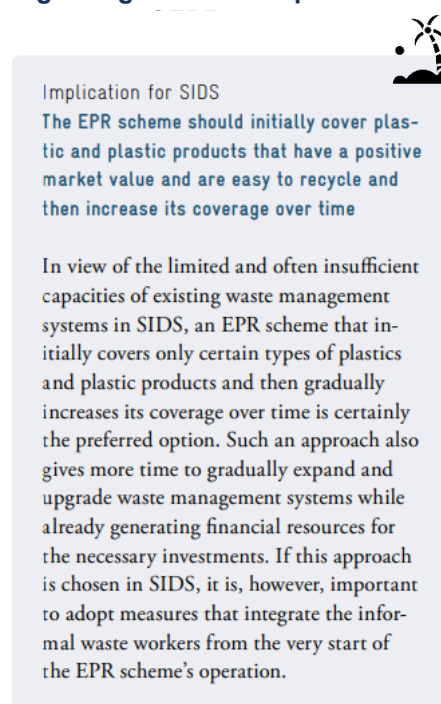 Implication for SIDS
The EPR scheme should initially cover plas-
tic and plastic products that have a positive
market value and are easy to recycle and
then increase its coverage over time
In view of the limited and often insufficient
capacities of existing waste management
systems in SIDS, an EPR scheme that in-
itially covers only certain types of plastics
and plastic products and then gradually
increases its coverage over time is certainly
the preferred option. Such an approach also
gives more time to gradually expand and
upgrade waste management systems while
already generating financial resources for
the necessary investments. If this approach
is chosen in SIDS, it is, however, important
to adopt measures that integrate the infor-
mal waste workers from the very start of
the EPR scheme's operation.